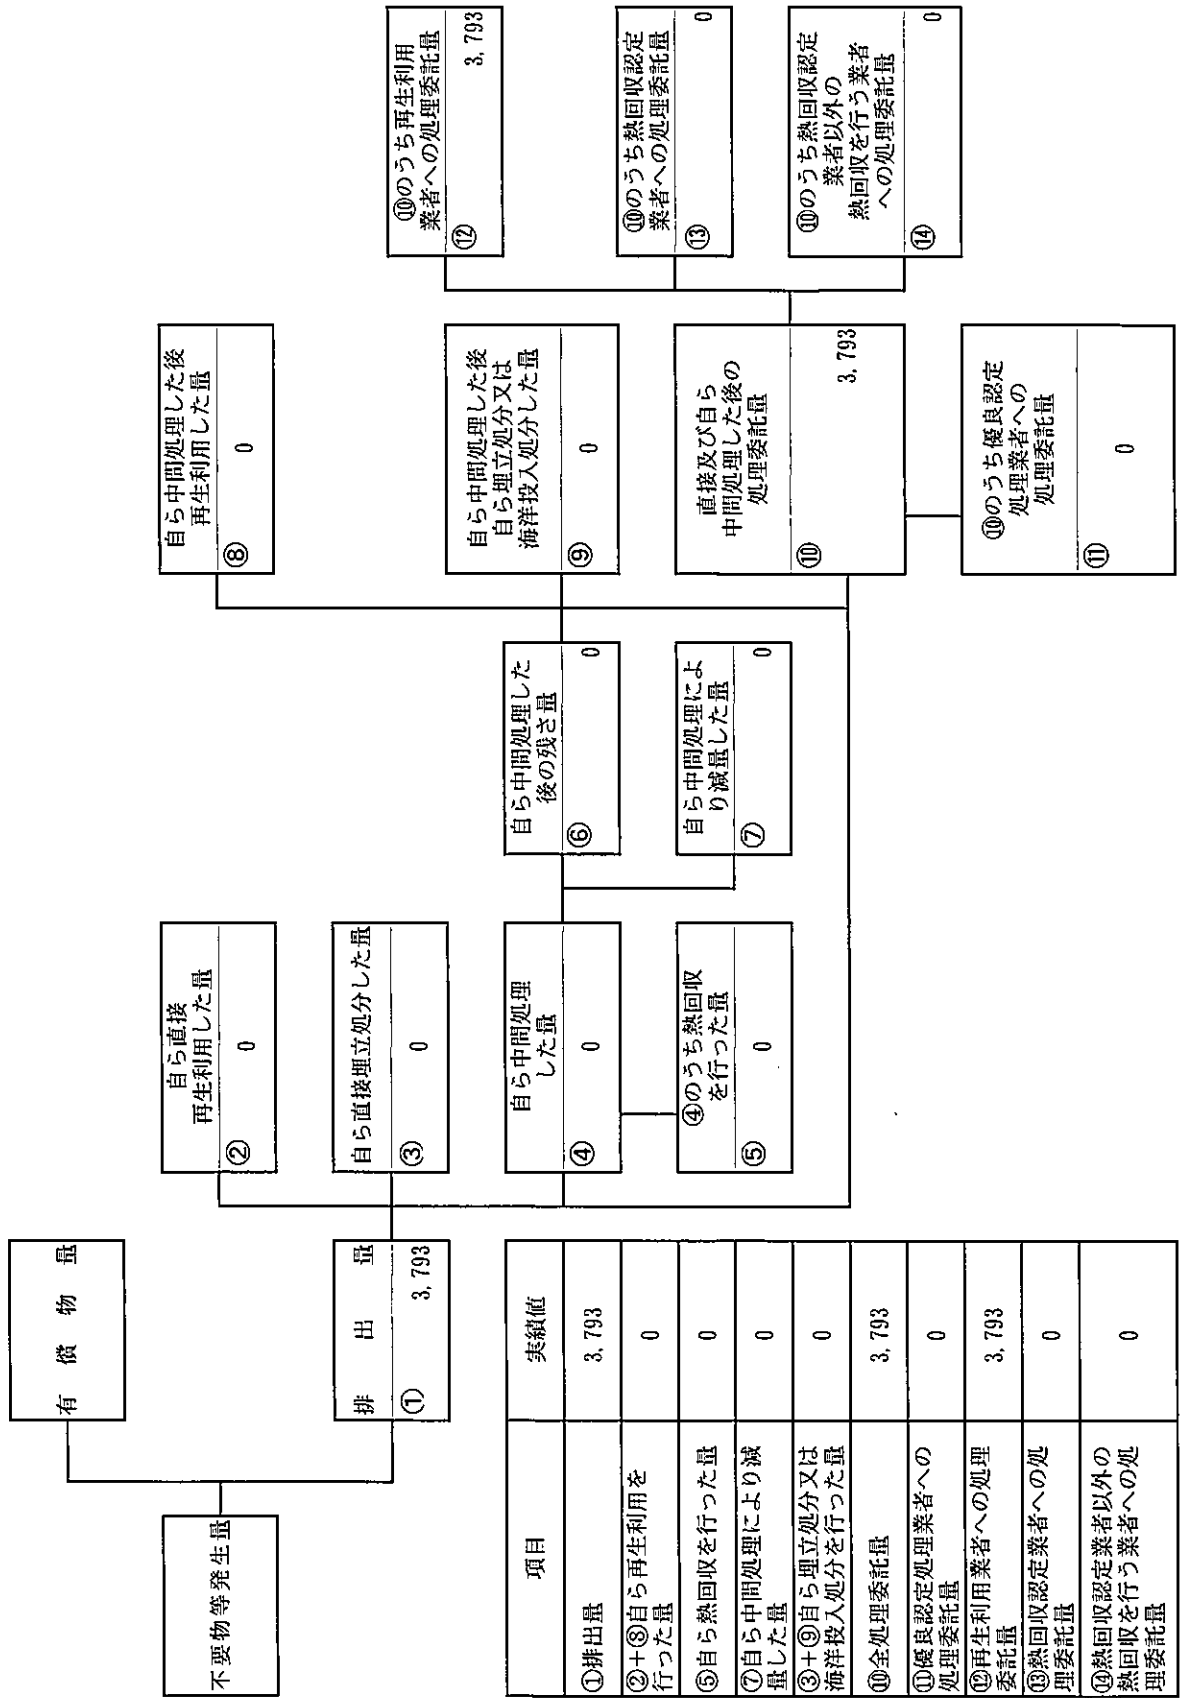 不要物等発生量
有償物量
排出量
① 3,793
自ら直接
再生利用した量
② 0
自ら直接埋立処分した量
③ 0
自ら中間処理
した量
④ 0
④のうち熱回収
を行った量
⑤ 0
自ら中間処理した
後の残さ量
⑥ 0
自ら中間処理によ
り減量した量
⑦ 0
自ら中間処理した後
再生利用した量
⑧ 0
自ら中間処理した後
自ら埋立処分又は
海洋投入処分した量
⑨ 0
直接及び自ら
中間処理した後の
処理委託量
⑩ 3,793
⑩のうち優良認定
処理業者への
処理委託量
⑪ 0
⑩のうち再生利用
業者への処理委託量
⑫ 3,793
⑩のうち熱回収認定
業者への処理委託量
⑬ 0
⑩のうち熱回収認定
業者以外の
熱回収を行う業者
への処理委託量
⑭ 0
項目 実績値
①排出量 3,793
②+⑧自ら再生利用を
行った量 0
⑤自ら熱回収を行った量 0
⑦自ら中間処理により減
量した量 0
③+⑨自ら埋立処分又は
海洋投入処分を行った量 0
⑩全処理委託量 3,793
⑪優良認定処理業者への
処理委託量 0
⑫再生利用業者への処理
委託量 3,793
⑬熱回収認定業者への処
理委託量 0
⑭熱回収認定業者以外の
熱回収を行う業者への処
理委託量 0